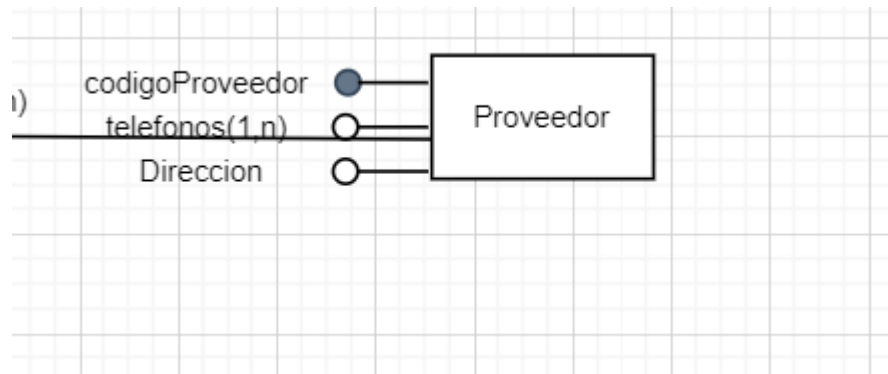 codigoProveedor
n)
telefonos(1,n)
Proveedor
Direccion